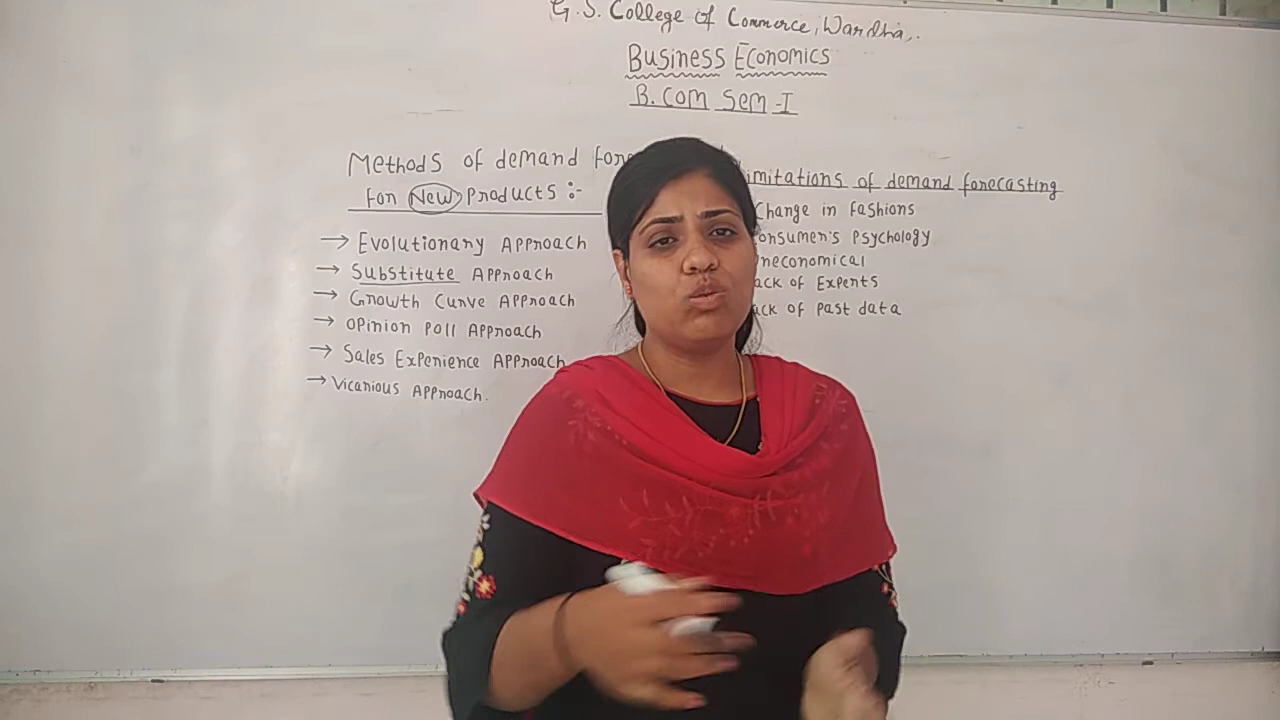 G. S. College of Commerce, Wardha,.
Business Economics
B. Com Sem - I
Methods of demand
For New Products :-
→ Evolutionary Approach
→ Substitute Approach
→ Growth Curve Approach
→ Opinion Poll Approach
→ Sales Experience Approach
→ Vicarious Approach.
imitations of demand forecasting
Change in fashions
onsumer's Psychology
neconomical
ack of Experts
ack of past data